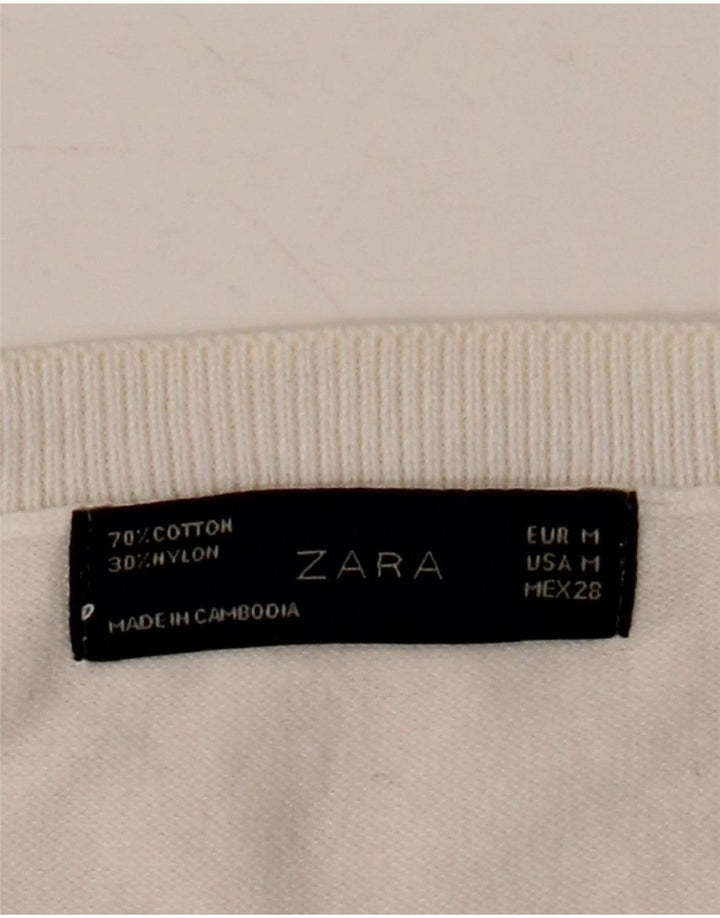 70%COTTON
30%NYLON
MADE IN CAMBODIA
ZARA
EUR M
USA M
MEX 28